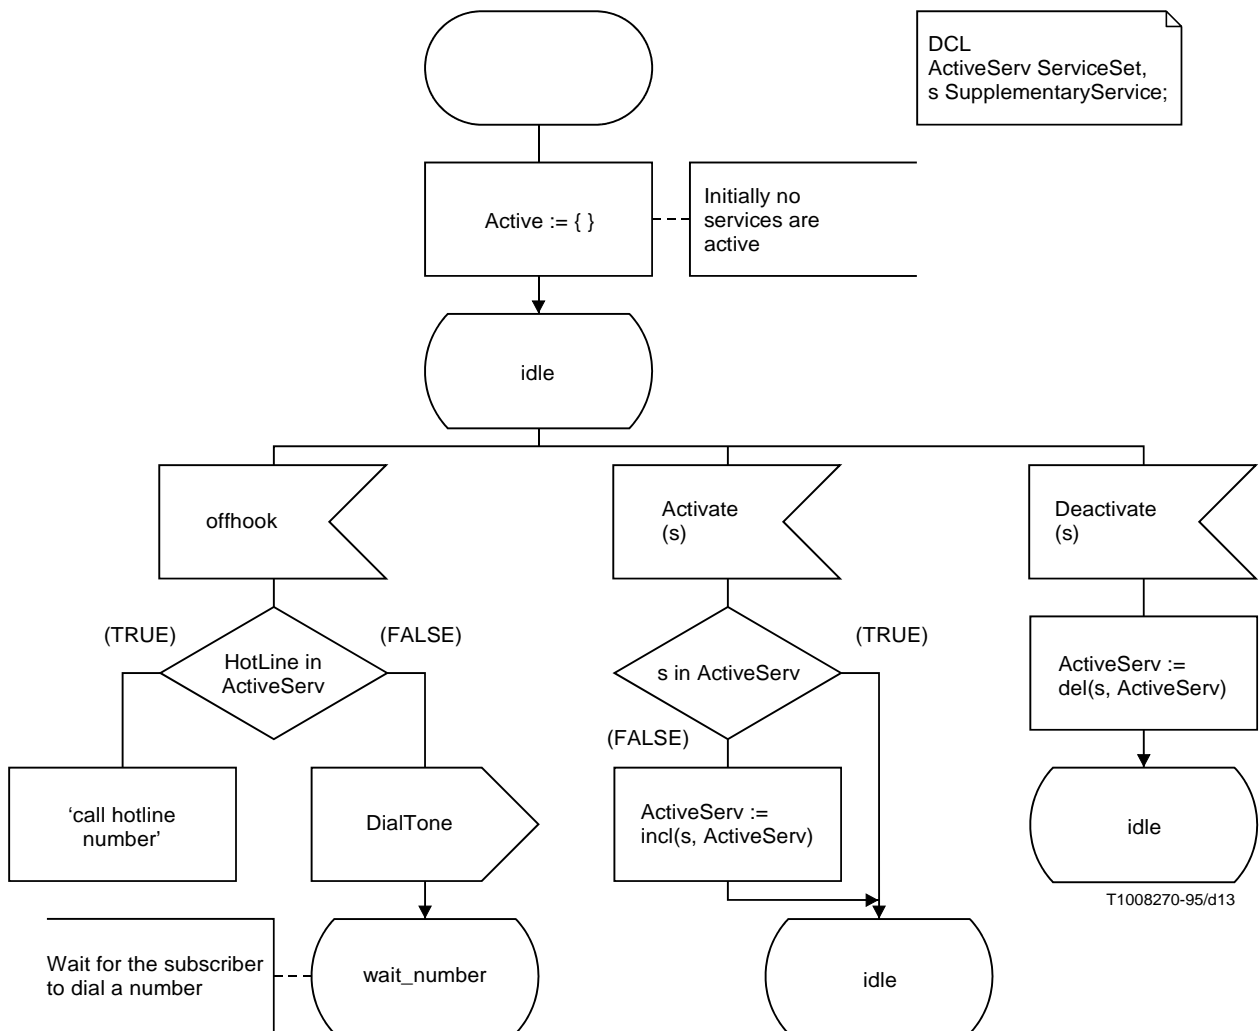 DCL
ActiveServ ServiceSet,
s SupplementaryService;
Active := { }
Initially no
services are
active
idle
offhook
Activate
(s)
Deactivate
(s)
(TRUE)
(FALSE)
HotLine in
ActiveServ
s in ActiveServ
(TRUE)
(FALSE)
ActiveServ :=
del(s, ActiveServ)
‘call hotline
number’
DialTone
ActiveServ :=
incl(s, ActiveServ)
idle
T1008270-95/d13
Wait for the subscriber
to dial a number
wait_number
idle